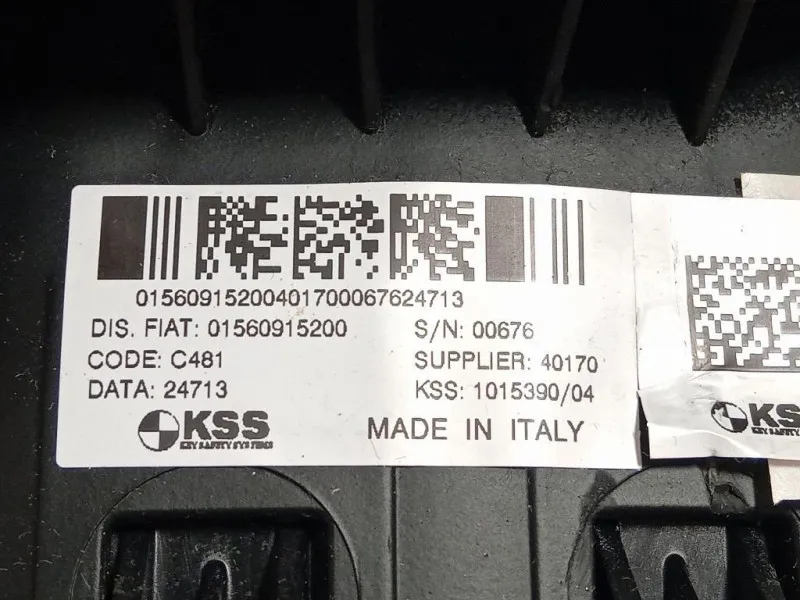 01560915200401700067624713
DIS. FIAT: 01560915200 S/N: 00676
CODE: C481 SUPPLIER: 40170
DATA: 24713 KSS: 1015390/04
KSS
KEY SAFETY SYSTEMS
MADE IN ITALY
KS